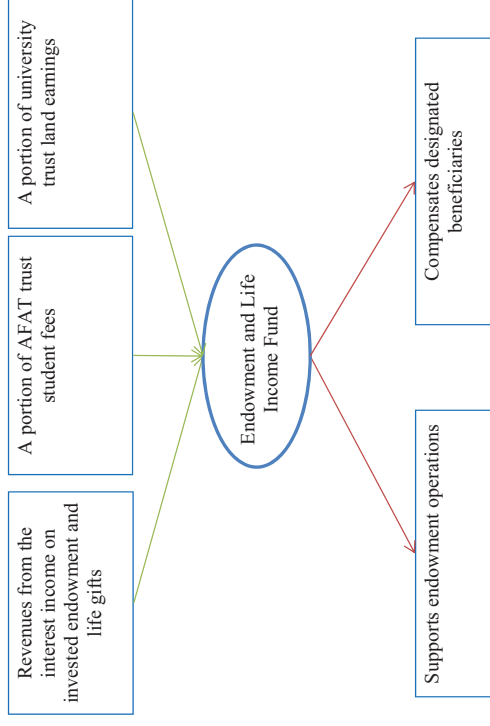 Revenues from the
interest income on
invested endowment and
life gifts
A portion of AFAT trust
student fees
A portion of university
trust land earnings
Endowment and Life
Income Fund
Supports endowment operations
Compensates designated
beneficiaries